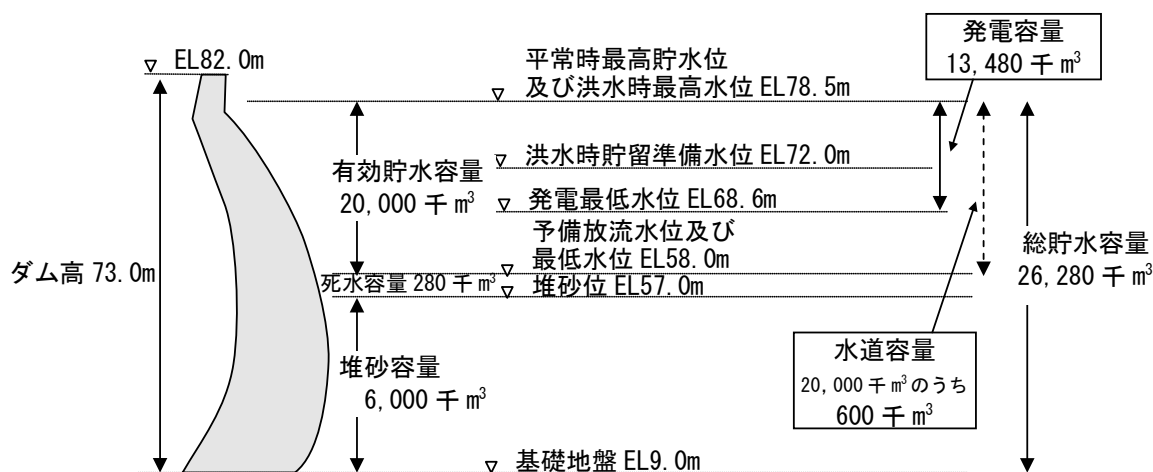 ▽ EL82.0m
平常時最高貯水位
▽ 及び洪水時最高水位 EL78.5m
発電容量
13,480 千 m³
有効貯水容量
20,000 千 m³
▽ 洪水時貯留準備水位 EL72.0m
▽ 発電最低水位 EL68.6m
予備放流水位及び
▽ 最低水位 EL58.0m
ダム高 73.0m
死水容量 280 千 m³
▽ 堆砂位 EL57.0m
総貯水容量
26,280 千 m³
堆砂容量
6,000 千 m³
水道容量
20,000 千 m³のうち
600 千 m³
▽ 基礎地盤 EL9.0m